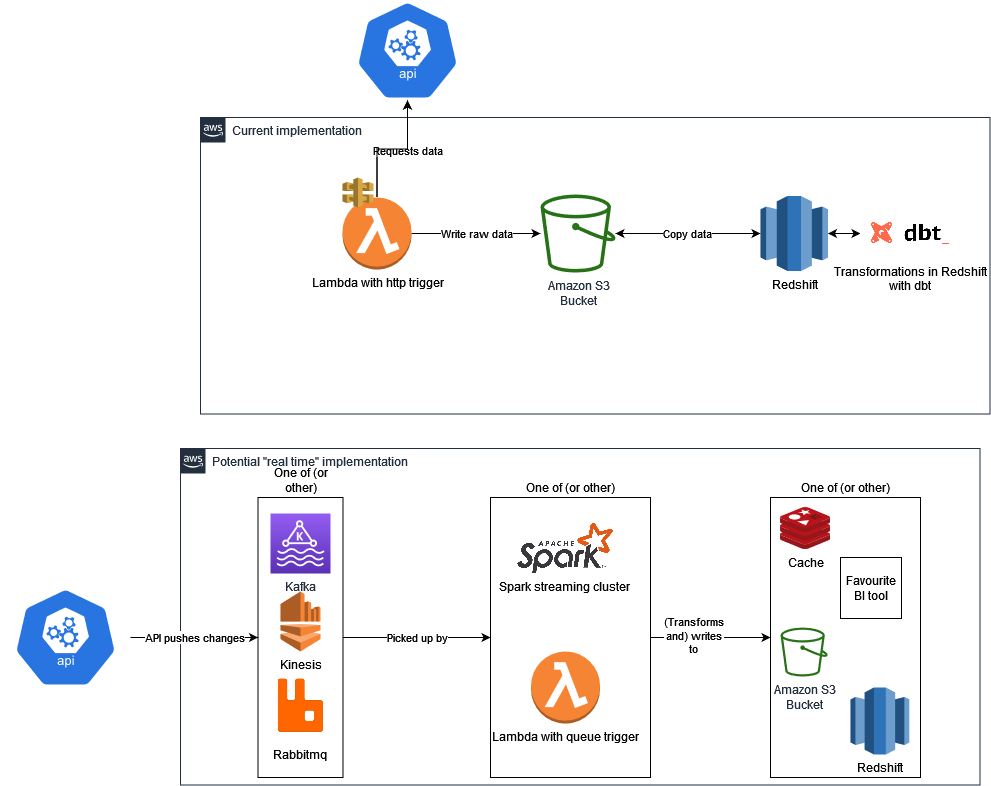 api
aws
Current implementation
Requests data
Write raw data
Copy data
dbt_
Lambda with http trigger
Amazon S3
Bucket
Redshift
Transformations in Redshift
with dbt
aws
Potential "real time" implementation
One of (or
other)
One of (or other)
One of (or other)
K
Kafka
Kinesis
Rabbitmq
APACHE
Spark
Spark streaming cluster
Lambda with queue trigger
Cache
Favourite
BI tool
Amazon S3
Bucket
Redshift
api
API pushes changes
Picked up by
(Transforms
and) writes
to